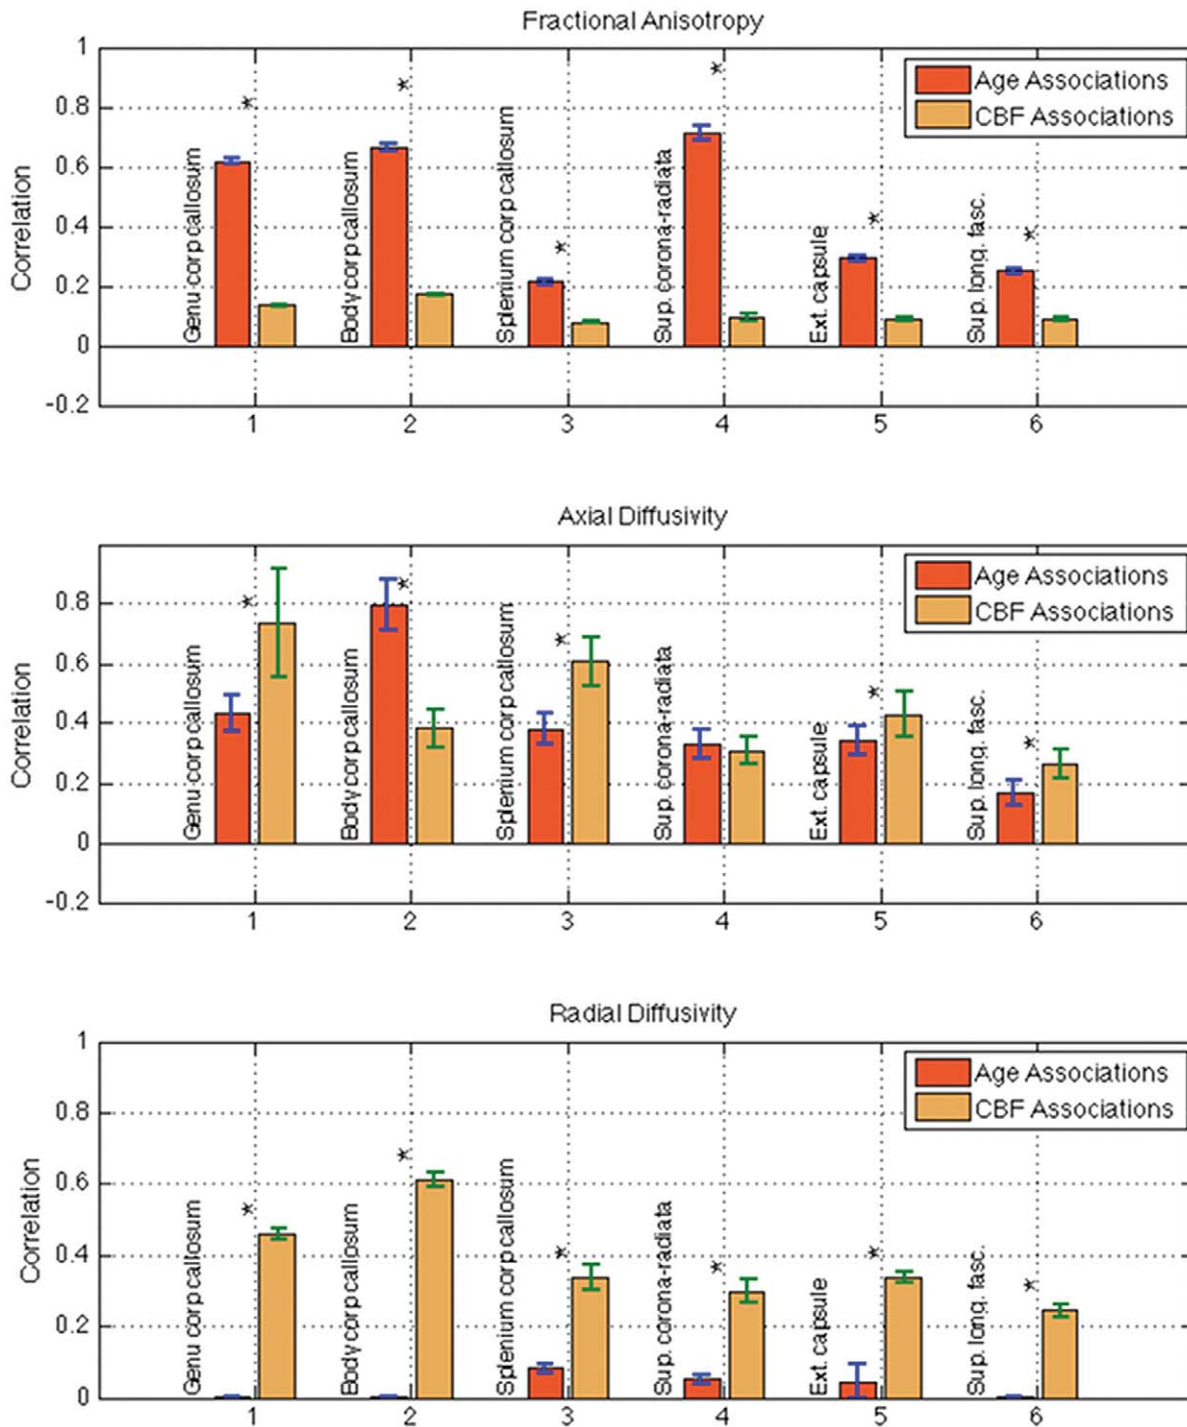 Fractional Anisotropy
1
0.8
0.6
0.4
0.2
0
-0.2
Correlation
Genu corp callosum
Body corp callosum
Splenium corp callosum
Sup. corona-radiata
Ext. capsule
Sup. long. fasc.
* * * * * *
Age Associations
CBF Associations
1 2 3 4 5 6
Axial Diffusivity
0.8
0.6
0.4
0.2
0
-0.2
Correlation
Genu corp callosum
Body corp callosum
Splenium corp callosum
Sup. corona-radiata
Ext. capsule
Sup. long. fasc.
* * * * *
Age Associations
CBF Associations
1 2 3 4 5 6
Radial Diffusivity
1
0.8
0.6
0.4
0.2
0
Correlation
Genu corp callosum
Body corp callosum
Splenium corp callosum
Sup. corona-radiata
Ext. capsule
Sup. long. fasc.
* * * * * *
Age Associations
CBF Associations
1 2 3 4 5 6